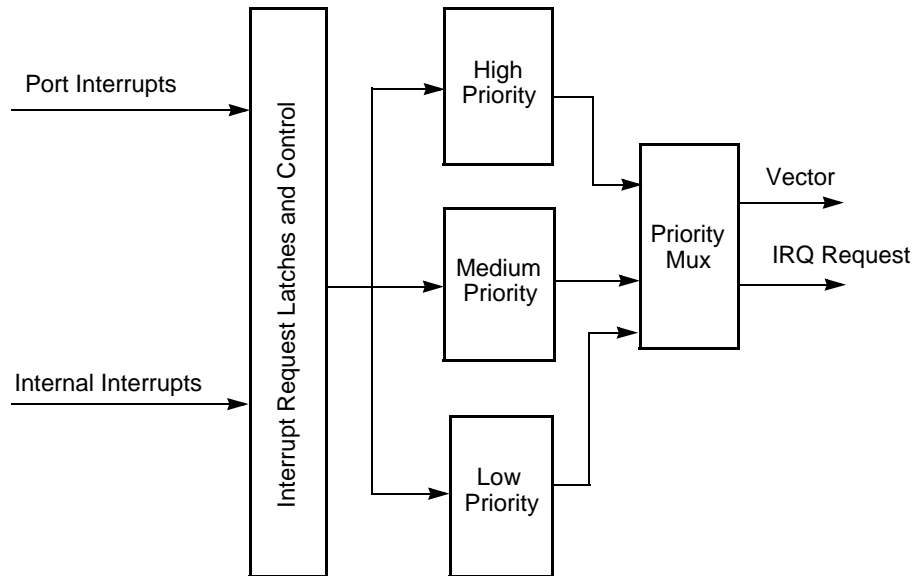 Port Interrupts
Internal Interrupts
Interrupt Request Latches and Control
High
Priority
Medium
Priority
Low
Priority
Priority
Mux
Vector
IRQ Request